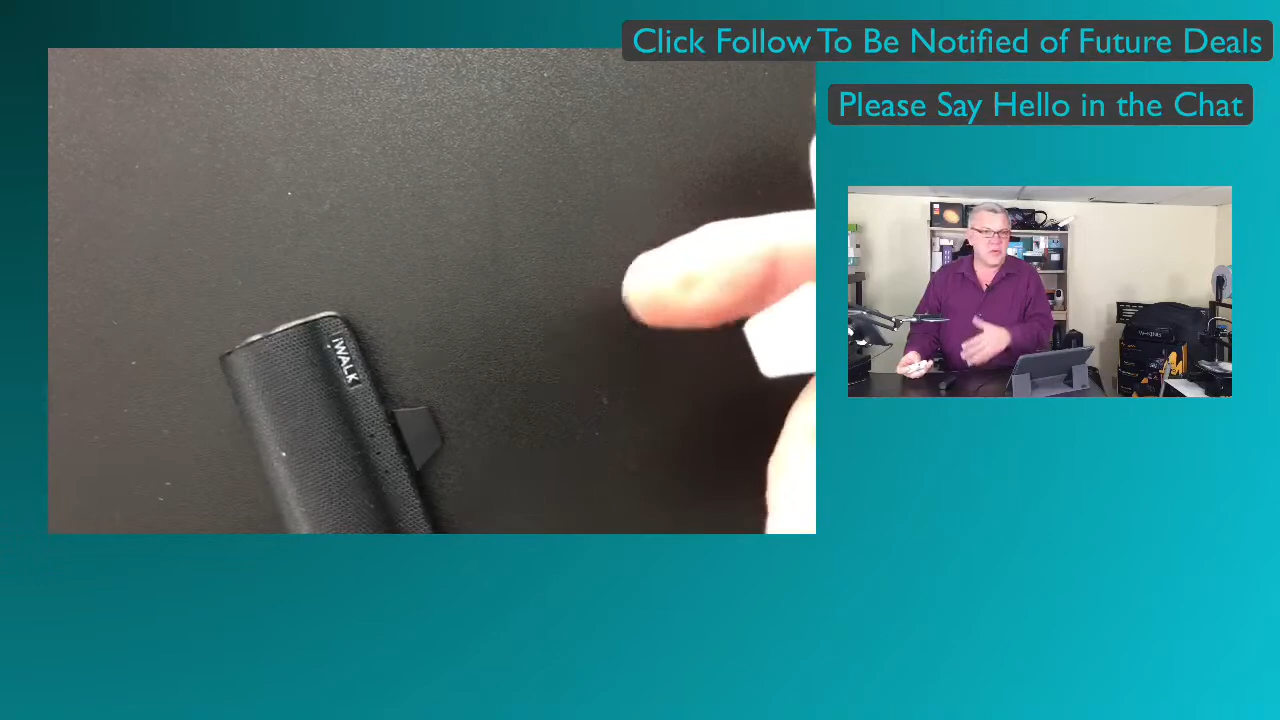 Click Follow To Be Notified of Future Deals
Please Say Hello in the Chat
iWALK